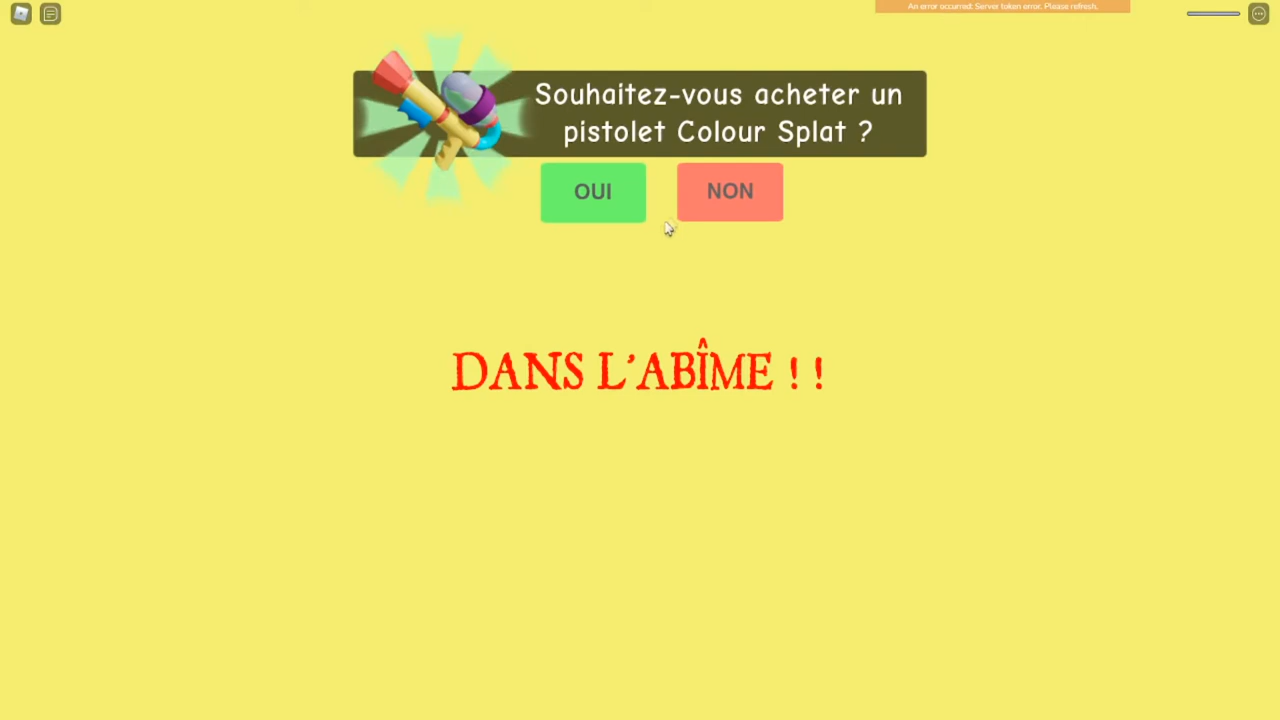 An error occurred: Server token error. Please refresh.
Souhaitez-vous acheter un
pistolet Colour Splat ?
OUI
NON
DANS L'ABÎME ! !